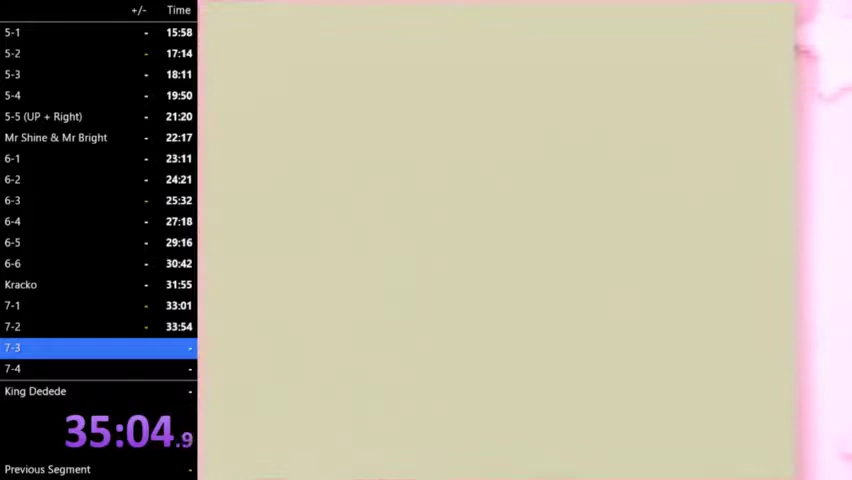 +/- Time
5-1 - 15:58
5-2 - 17:14
5-3 - 18:11
5-4 - 19:50
5-5 (UP + Right) - 21:20
Mr Shine & Mr Bright - 22:17
6-1 - 23:11
6-2 - 24:21
6-3 - 25:32
6-4 - 27:18
6-5 - 29:16
6-6 - 30:42
Kracko - 31:55
7-1 - 33:01
7-2 - 33:54
7-3 -
7-4 -
King Dedede -
35:04.9
Previous Segment -